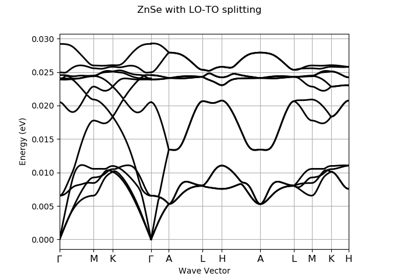 ZnSe with LO-TO splitting
0.030
0.025
0.020
0.015
0.010
0.005
0.000
Energy (eV)
Γ M K Γ A L H A L M K H
Wave Vector